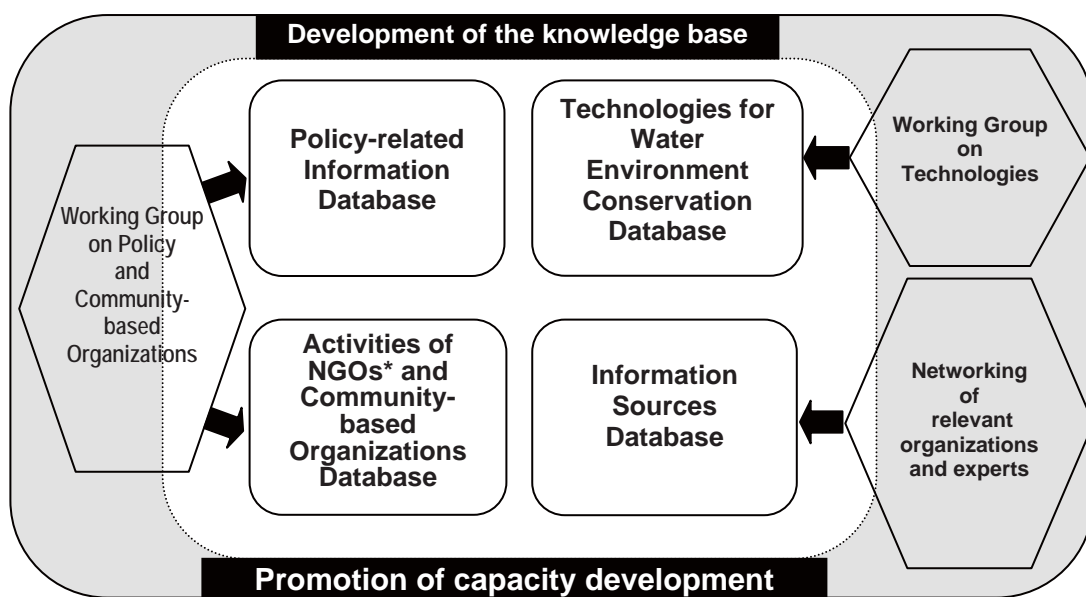 Development of the knowledge base
Policy-related
Information
Database
Technologies for
Water
Environment
Conservation
Database
Working Group
on
Technologies
Working Group
on Policy
and
Community-
based
Organizations
Activities of
NGOs* and
Community-
based
Organizations
Database
Information
Sources
Database
Networking
of
relevant
organizations
and experts
Promotion of capacity development